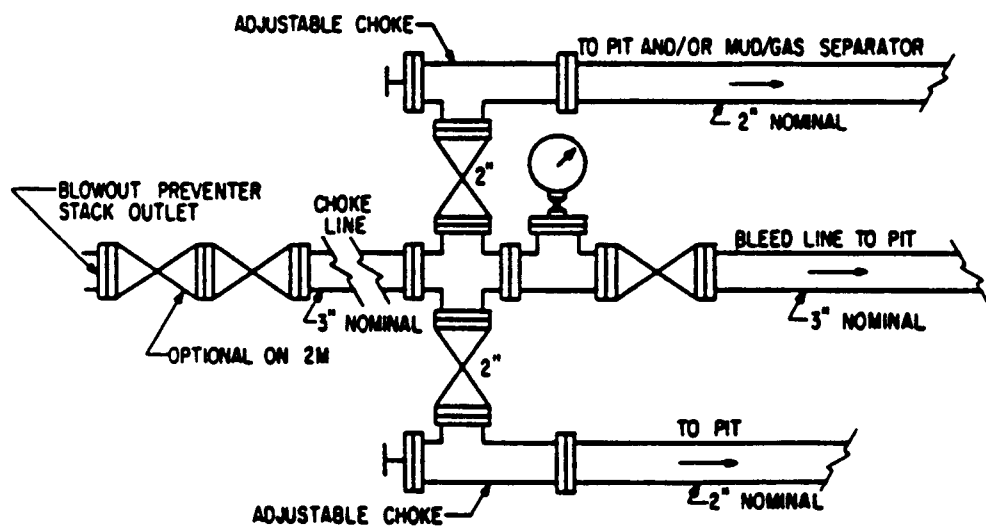 ADJUSTABLE CHOKE
TO PIT AND/OR MUD/GAS SEPARATOR
2" NOMINAL
2"
BLOWOUT PREVENTER
STACK OUTLET
CHOKE
LINE
BLEED LINE TO PIT
3" NOMINAL
3" NOMINAL
OPTIONAL ON 2M
2"
TO PIT
2" NOMINAL
ADJUSTABLE CHOKE